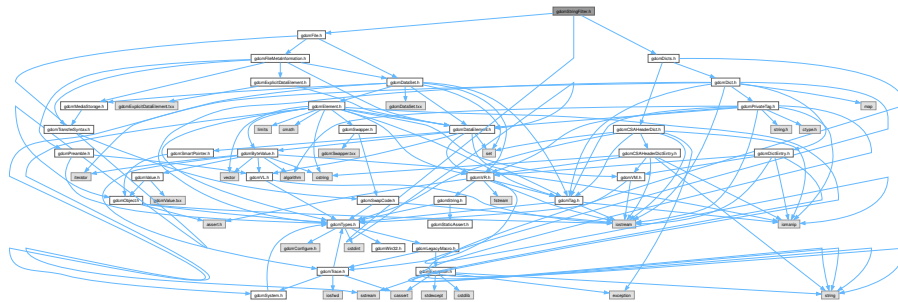 gdcmStringFilter.h
gdcmFile.h
gdcmFileMetaInformation.h
gdcmDicts.h
gdcmExplicitDataElement.h
gdcmDataSet.h
gdcmDict.h
gdcmMediaStorage.h
gdcmExplicitDataElement.txx
gdcmElement.h
gdcmDataSet.txx
gdcmPrivateTag.h
map
gdcmTransferSyntax.h
limits
cmath
gdcmSwapper.h
gdcmDataElement.h
gdcmCSAHeaderDict.h
string.h
ctype.h
gdcmPreamble.h
gdcmSmartPointer.h
gdcmByteValue.h
gdcmSwapper.txx
set
gdcmCSAHeaderDictEntry.h
gdcmDictEntry.h
iterator
gdcmValue.h
vector
gdcmVL.h
algorithm
cstring
gdcmVR.h
gdcmVM.h
gdcmObject.h
gdcmValue.txx
gdcmSwapCode.h
gdcmString.h
fstream
gdcmTag.h
assert.h
gdcmTypes.h
gdcmStaticAssert.h
iostream
iomanip
gdcmConfigure.h
stdint.h
gdcmWin32.h
gdcmLegacyMacro.h
gdcmTrace.h
gdcmException.h
gdcmSystem.h
iosfwd
sstream
cassert
stdexcept
cstdlib
exception
string